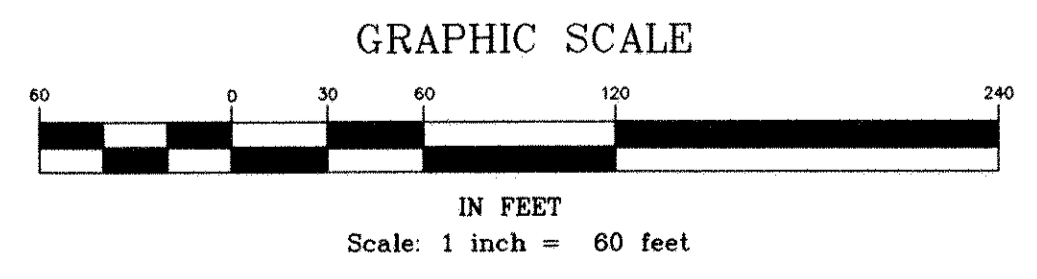 GRAPHIC SCALE
60 0 30 60 120 240
IN FEET
Scale: 1 inch = 60 feet